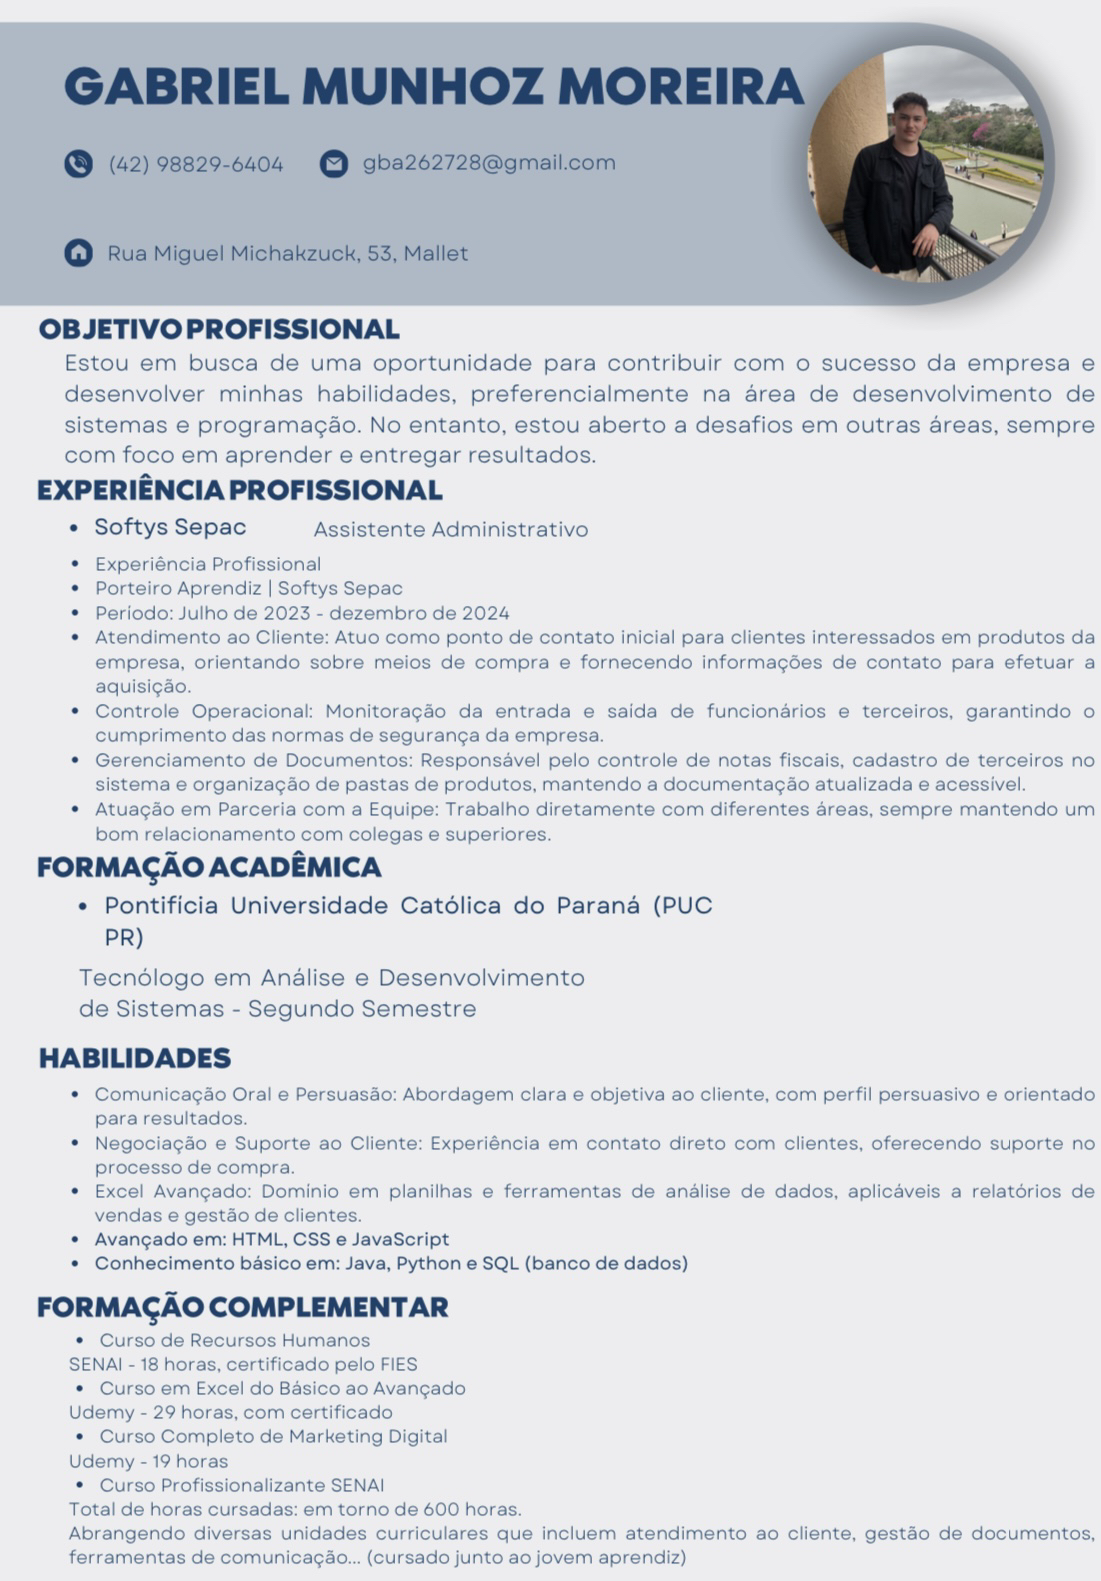 GABRIEL MUNHOZ MOREIRA
(42) 98829-6404 gba262728@gmail.com
Rua Miguel Michakzuck, 53, Mallet
OBJETIVO PROFISSIONAL
Estou em busca de uma oportunidade para contribuir com o sucesso da empresa e
desenvolver minhas habilidades, preferencialmente na área de desenvolvimento de
sistemas e programação. No entanto, estou aberto a desafios em outras áreas, sempre
com foco em aprender e entregar resultados.
EXPERIÊNCIA PROFISSIONAL
• Softys Sepac Assistente Administrativo
• Experiência Profissional
• Porteiro Aprendiz | Softys Sepac
• Período: Julho de 2023 - dezembro de 2024
• Atendimento ao Cliente: Atuo como ponto de contato inicial para clientes interessados em produtos da
empresa, orientando sobre meios de compra e fornecendo informações de contato para efetuar a
aquisição.
• Controle Operacional: Monitoração da entrada e saída de funcionários e terceiros, garantindo o
cumprimento das normas de segurança da empresa.
• Gerenciamento de Documentos: Responsável pelo controle de notas fiscais, cadastro de terceiros no
sistema e organização de pastas de produtos, mantendo a documentação atualizada e acessível.
• Atuação em Parceria com a Equipe: Trabalho diretamente com diferentes áreas, sempre mantendo um
bom relacionamento com colegas e superiores.
FORMAÇÃO ACADÊMICA
• Pontifícia Universidade Católica do Paraná (PUC
PR)
Tecnólogo em Análise e Desenvolvimento
de Sistemas - Segundo Semestre
HABILIDADES
• Comunicação Oral e Persuasão: Abordagem clara e objetiva ao cliente, com perfil persuasivo e orientado
para resultados.
• Negociação e Suporte ao Cliente: Experiência em contato direto com clientes, oferecendo suporte no
processo de compra.
• Excel Avançado: Domínio em planilhas e ferramentas de análise de dados, aplicáveis a relatórios de
vendas e gestão de clientes.
• Avançado em: HTML, CSS e JavaScript
• Conhecimento básico em: Java, Python e SQL (banco de dados)
FORMAÇÃO COMPLEMENTAR
• Curso de Recursos Humanos
SENAI - 18 horas, certificado pelo FIES
• Curso em Excel do Básico ao Avançado
Udemy - 29 horas, com certificado
• Curso Completo de Marketing Digital
Udemy - 19 horas
• Curso Profissionalizante SENAI
Total de horas cursadas: em torno de 600 horas.
Abrangendo diversas unidades curriculares que incluem atendimento ao cliente, gestão de documentos,
ferramentas de comunicação... (cursado junto ao jovem aprendiz)